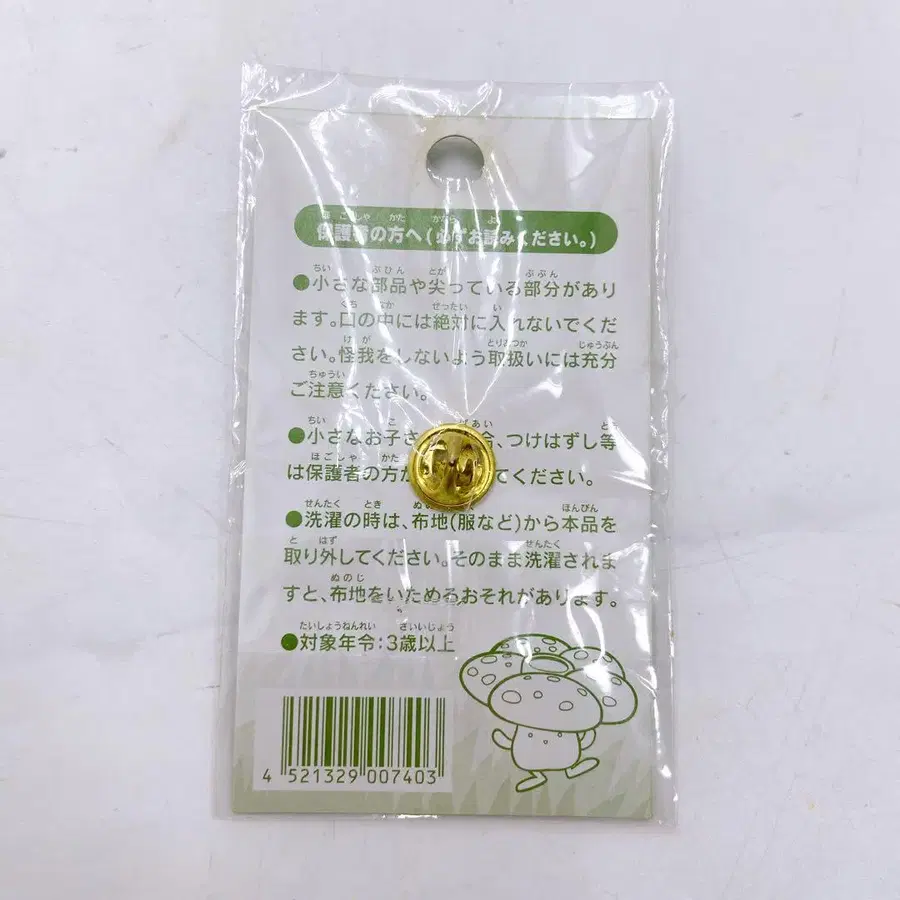 保護者の方へ(必ずお読みください。)
●小さな部品や尖っている部分があり
ます。口の中には絶対に入れないでくだ
さい。怪我をしないよう取扱いには充分
ご注意ください。
●小さなお子さ 合、つけはずし等
は保護者の方が てください。
●洗濯の時は、布地(服など)から本品を
取り外してください。そのまま洗濯されま
すと、布地をいためるおそれがあります。
●対象年令:3歳以上
4 521329 007403